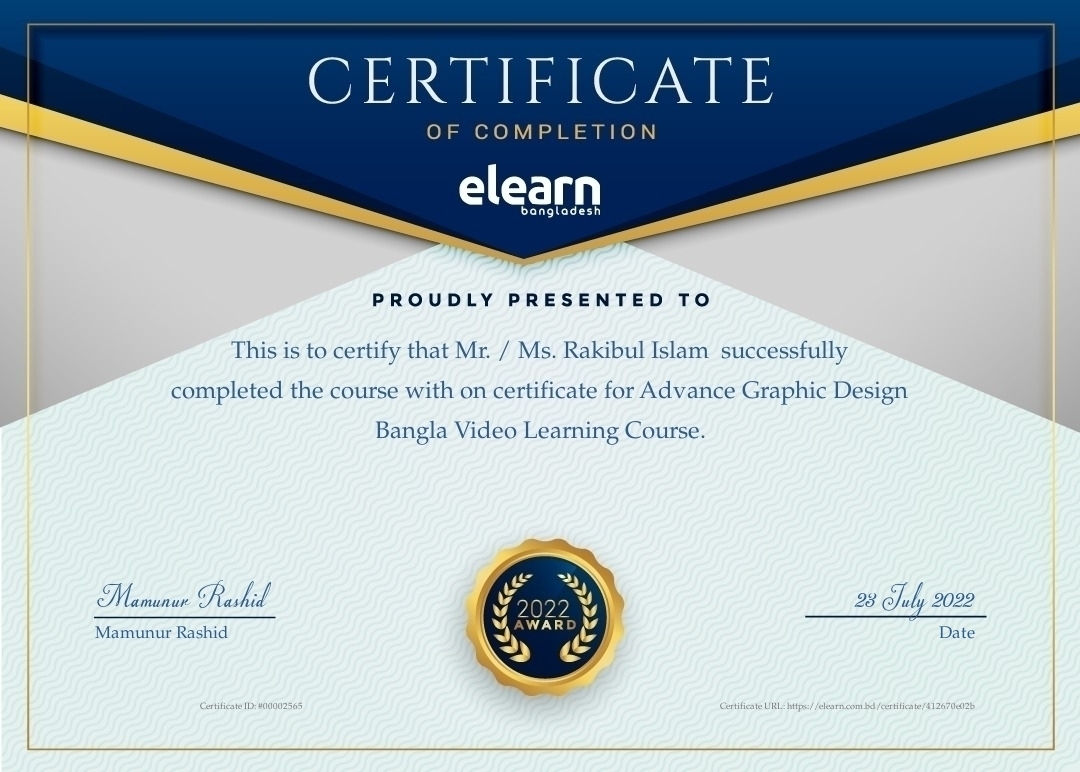 CERTIFICATE
OF COMPLETION
elearn
bangladesh
PROUDLY PRESENTED TO
This is to certify that Mr. / Ms. Rakibul Islam successfully
completed the course with on certificate for Advance Graphic Design
Bangla Video Learning Course.
2022
AWARD
Mamunur Rashid
Mamunur Rashid
23 July 2022
Date
Certificate ID: #00002565
Certificate URL: https://elearn.com.bd/certificate/412670e02b